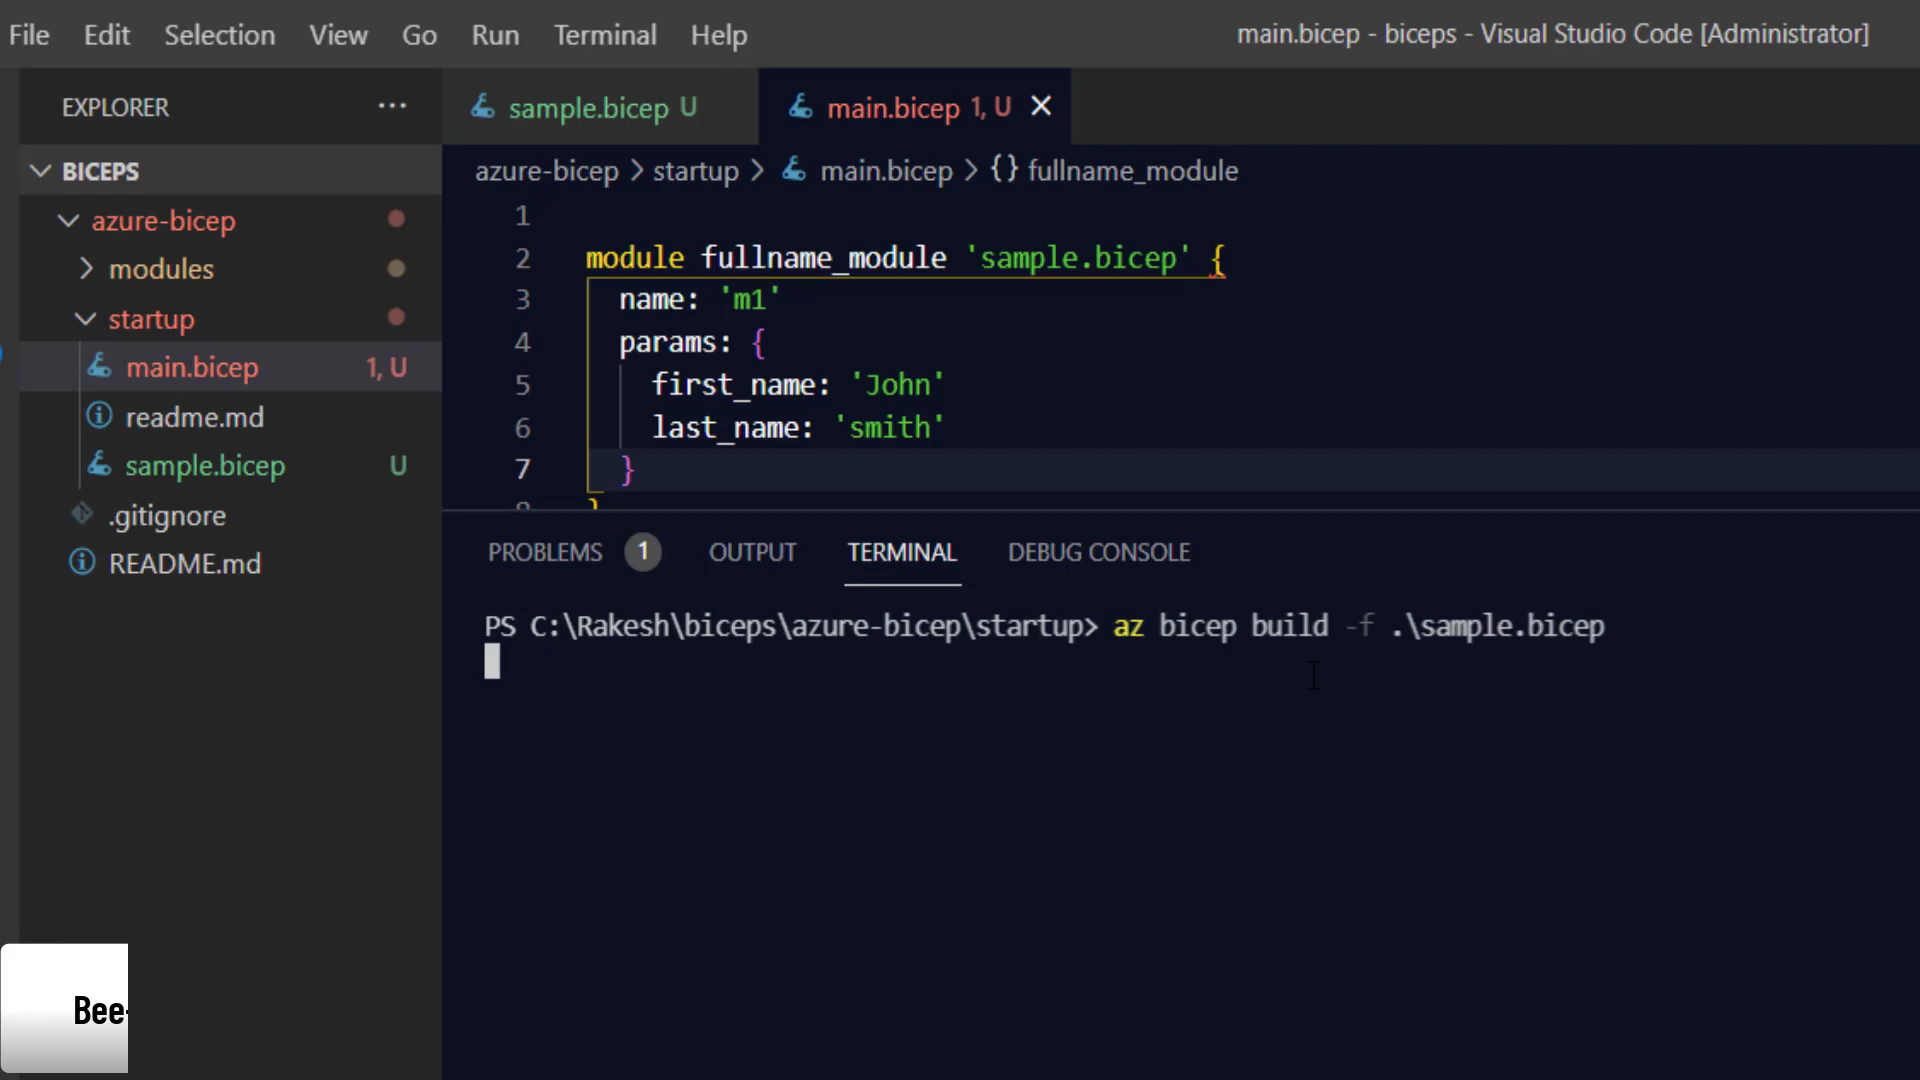 File Edit Selection View Go Run Terminal Help
main.bicep - biceps - Visual Studio Code [Administrator]
EXPLORER ···
BICEPS
azure-bicep
modules
startup
main.bicep 1, U
readme.md
sample.bicep U
.gitignore
README.md
sample.bicep U
main.bicep 1, U
azure-bicep > startup > main.bicep > {} fullname_module
1
2 module fullname_module 'sample.bicep' {
3 name: 'm1'
4 params: {
5 first_name: 'John'
6 last_name: 'smith'
7 }
8 }
PROBLEMS 1 OUTPUT TERMINAL DEBUG CONSOLE
PS C:\Rakesh\biceps\azure-bicep\startup> az bicep build -f .\sample.bicep
Bee-